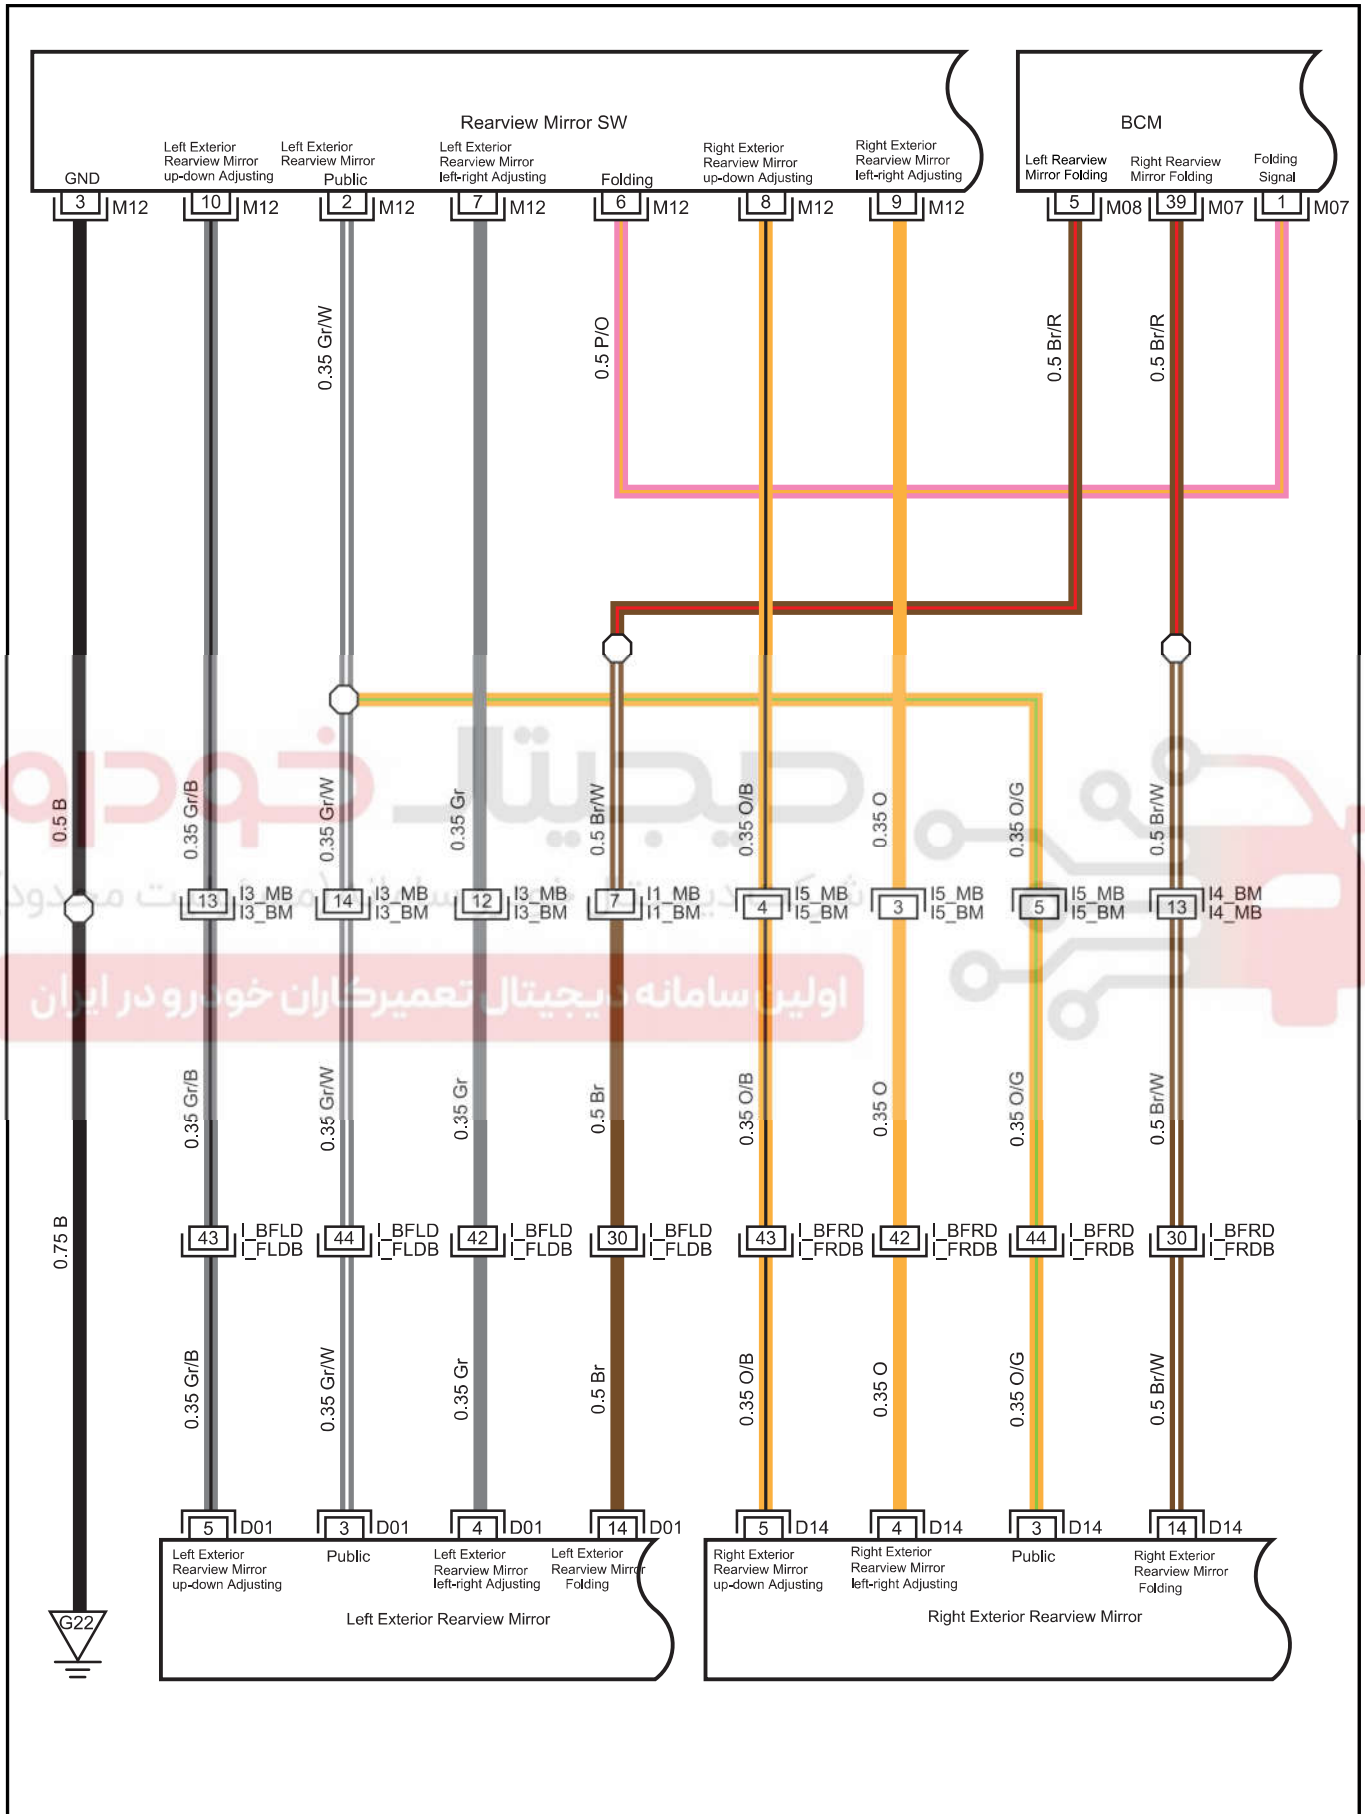 Rearview Mirror SW
BCM
GND
Left Exterior
Rearview Mirror
up-down Adjusting
Left Exterior
Rearview Mirror
Public
Left Exterior
Rearview Mirror
left-right Adjusting
Folding
Right Exterior
Rearview Mirror
up-down Adjusting
Right Exterior
Rearview Mirror
left-right Adjusting
Left Rearview
Mirror Folding
Right Rearview
Mirror Folding
Folding
Signal
3 M12
10 M12
2 M12
7 M12
6 M12
8 M12
9 M12
5 M08
39 M07
1 M07
0.35 Gr/W
0.5 P/O
0.5 Br/R
0.5 Br/R
دیجیتال خودرو
0.5 B
0.35 Gr/B
0.35 Gr/W
0.35 Gr
0.5 Br/W
0.35 O/B
0.35 O
0.35 O/G
0.5 Br/W
13 I3_MB
I3_BM
14 I3_MB
I3_BM
12 I3_MB
I3_BM
7 I1_MB
I1_BM
4 I5_MB
I5_BM
3 I5_MB
I5_BM
5 I5_MB
I5_BM
13 I4_BM
I4_MB
اولین سامانه دیجیتال تعمیرکاران خودرو در ایران
0.75 B
0.35 Gr/B
0.35 Gr/W
0.35 Gr
0.5 Br
0.35 O/B
0.35 O
0.35 O/G
0.5 Br/W
43 I_BFLD
I_FLDB
44 I_BFLD
I_FLDB
42 I_BFLD
I_FLDB
30 I_BFLD
I_FLDB
43 I_BFRD
I_FRDB
42 I_BFRD
I_FRDB
44 I_BFRD
I_FRDB
30 I_BFRD
I_FRDB
0.35 Gr/B
0.35 Gr/W
0.35 Gr
0.5 Br
0.35 O/B
0.35 O
0.35 O/G
0.5 Br/W
5 D01
3 D01
4 D01
14 D01
5 D14
4 D14
3 D14
14 D14
Left Exterior
Rearview Mirror
up-down Adjusting
Public
Left Exterior
Rearview Mirror
left-right Adjusting
Left Exterior
Rearview Mirror
Folding
Right Exterior
Rearview Mirror
up-down Adjusting
Right Exterior
Rearview Mirror
left-right Adjusting
Public
Right Exterior
Rearview Mirror
Folding
Left Exterior Rearview Mirror
Right Exterior Rearview Mirror
G22